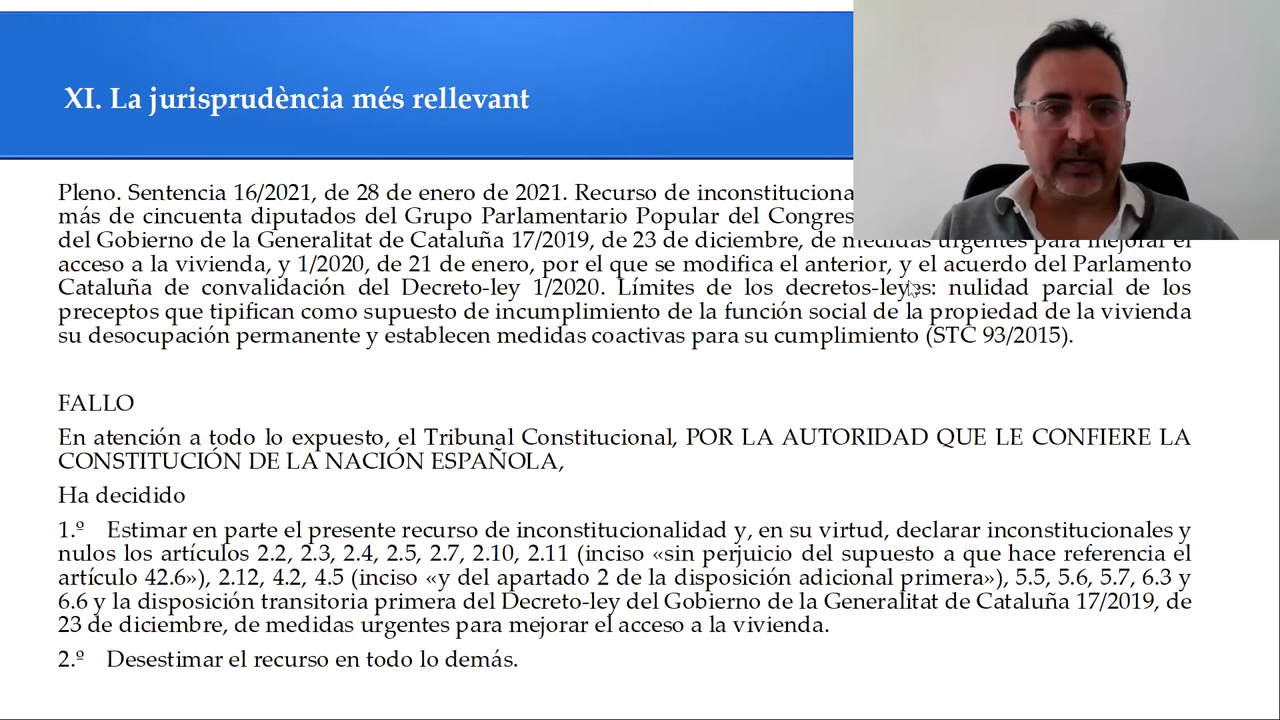 XI. La jurisprudència més rellevant
Pleno. Sentencia 16/2021, de 28 de enero de 2021. Recurso de
más de cincuenta diputados del Grupo Parlamentario Popular del
del Gobierno de la Generalitat de Cataluña 17/2019, de 23 de diciembre, de medidas urgentes para mejorar el
acceso a la vivienda, y 1/2020, de 21 de enero, por el que se modifica el anterior, y el acuerdo del Parlamento
Cataluña de convalidación del Decreto-ley 1/2020. Límites de los decretos-leyes: nulidad parcial de los
preceptos que tipifican como supuesto de incumplimiento de la función social de la propiedad de la vivienda
su desocupación permanente y establecen medidas coactivas para su cumplimiento (STC 93/2015).
FALLO
En atención a todo lo expuesto, el Tribunal Constitucional, POR LA AUTORIDAD QUE LE CONFIERE LA
CONSTITUCIÓN DE LA NACIÓN ESPAÑOLA,
Ha decidido
1.º Estimar en parte el presente recurso de inconstitucionalidad y, en su virtud, declarar inconstitucionales y
nulos los artículos 2.2, 2.3, 2.4, 2.5, 2.7, 2.10, 2.11 (inciso «sin perjuicio del supuesto a que hace referencia el
artículo 42.6»), 2.12, 4.2, 4.5 (inciso «y del apartado 2 de la disposición adicional primera»), 5.5, 5.6, 5.7, 6.3 y
6.6 y la disposición transitoria primera del Decreto-ley del Gobierno de la Generalitat de Cataluña 17/2019, de
23 de diciembre, de medidas urgentes para mejorar el acceso a la vivienda.
2.º Desestimar el recurso en todo lo demás.